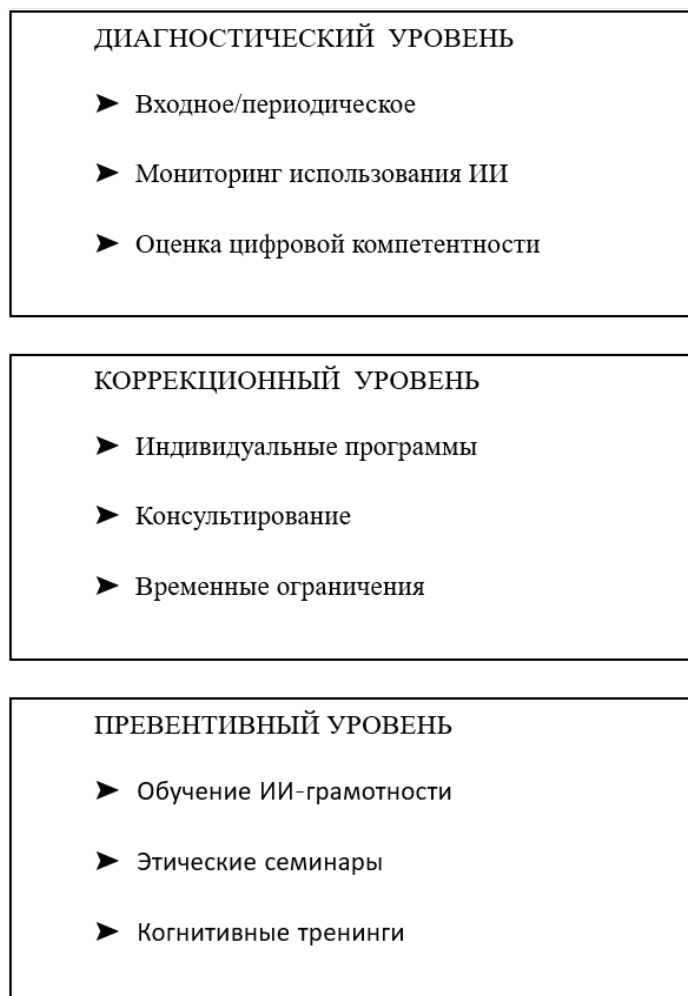 ДИАГНОСТИЧЕСКИЙ УРОВЕНЬ
➤ Входное/периодическое
➤ Мониторинг использования ИИ
➤ Оценка цифровой компетентности
КОРРЕКЦИОННЫЙ УРОВЕНЬ
➤ Индивидуальные программы
➤ Консультирование
➤ Временные ограничения
ПРЕВЕНТИВНЫЙ УРОВЕНЬ
➤ Обучение ИИ-грамотности
➤ Этические семинары
➤ Когнитивные тренинги